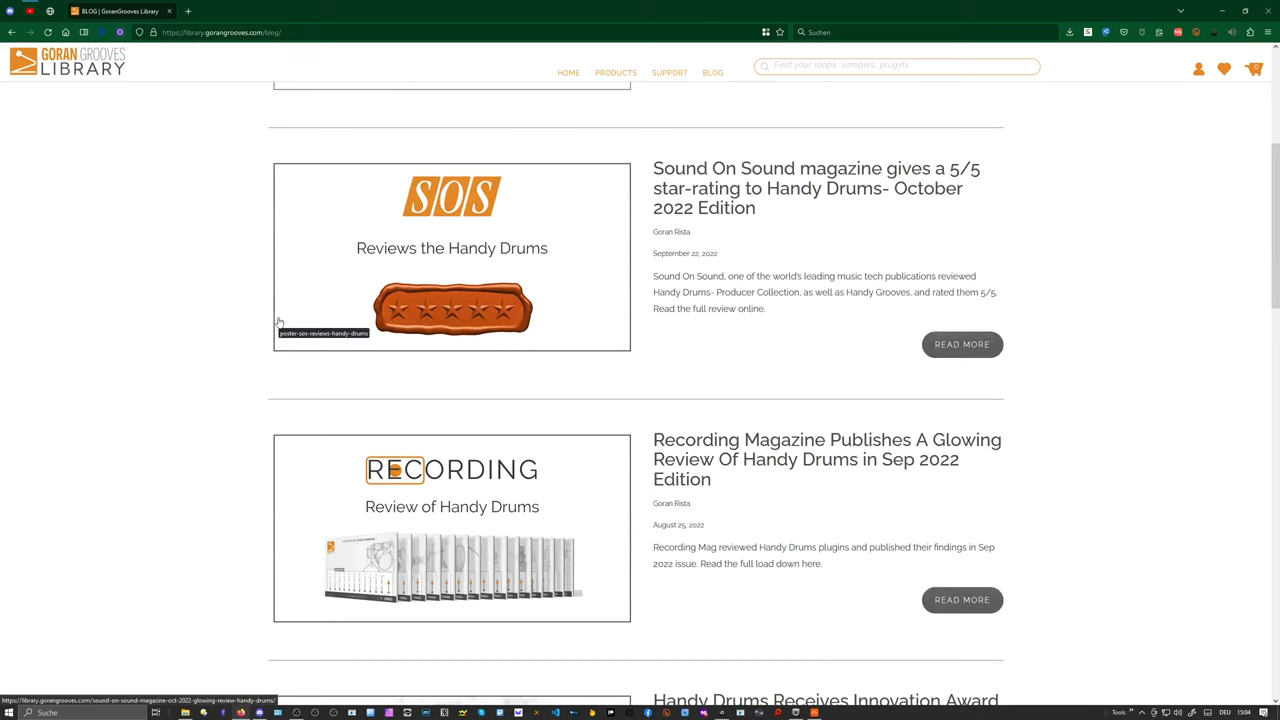 BLOG | GoranGrooves Library
https://library.gorangrooves.com/blog/
Suchen
GORAN GROOVES
LIBRARY
HOME
PRODUCTS
SUPPORT
BLOG
Find your loops, samples, plugins.
0
SOS
Reviews the Handy Drums
poster-sos-reviews-handy-drums
Sound On Sound magazine gives a 5/5
star-rating to Handy Drums- October
2022 Edition
Goran Rista
September 22, 2022
Sound On Sound, one of the world's leading music tech publications reviewed
Handy Drums- Producer Collection, as well as Handy Grooves, and rated them 5/5.
Read the full review online.
READ MORE
RECORDING
Review of Handy Drums
Recording Magazine Publishes A Glowing
Review Of Handy Drums in Sep 2022
Edition
Goran Rista
August 25, 2022
Recording Mag reviewed Handy Drums plugins and published their findings in Sep
2022 issue. Read the full load down here.
READ MORE
Handy Drums Receives Innovation Award
https://library.gorangrooves.com/sound-on-sound-magazine-oct-2022-glowing-review-handy-drums/
Suche
Tools
DEU
15:04